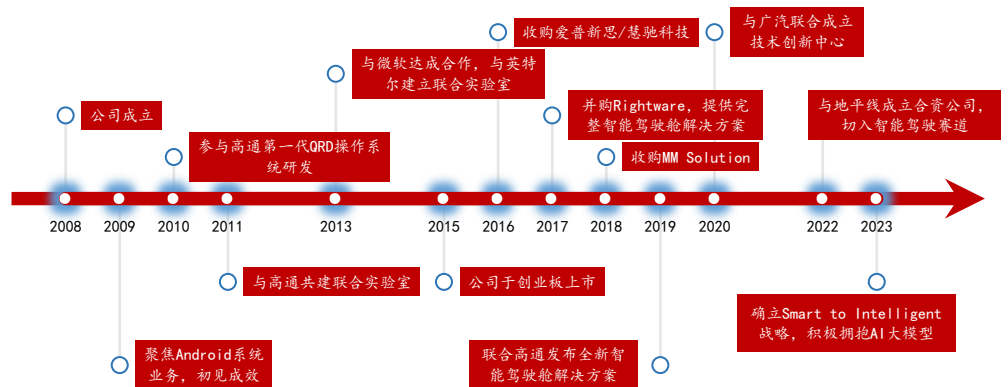 收购爱普新思/慧驰科技
与广汽联合成立
技术创新中心
与微软达成合作，与英特
尔建立联合实验室
公司成立
并购Rightware，提供完
整智能驾驶舱解决方案
与地平线成立合资公司，
切入智能驾驶赛道
参与高通第一代QRD操作系
统研发
收购MM Solution
2008
2009
2010
2011
2013
2015
2016
2017
2018
2019
2020
2022
2023
与高通共建联合实验室
公司于创业板上市
确立Smart to Intelligent
战略，积极拥抱AI大模型
聚焦Android系统
业务，初见成效
联合高通发布全新智
能驾驶舱解决方案